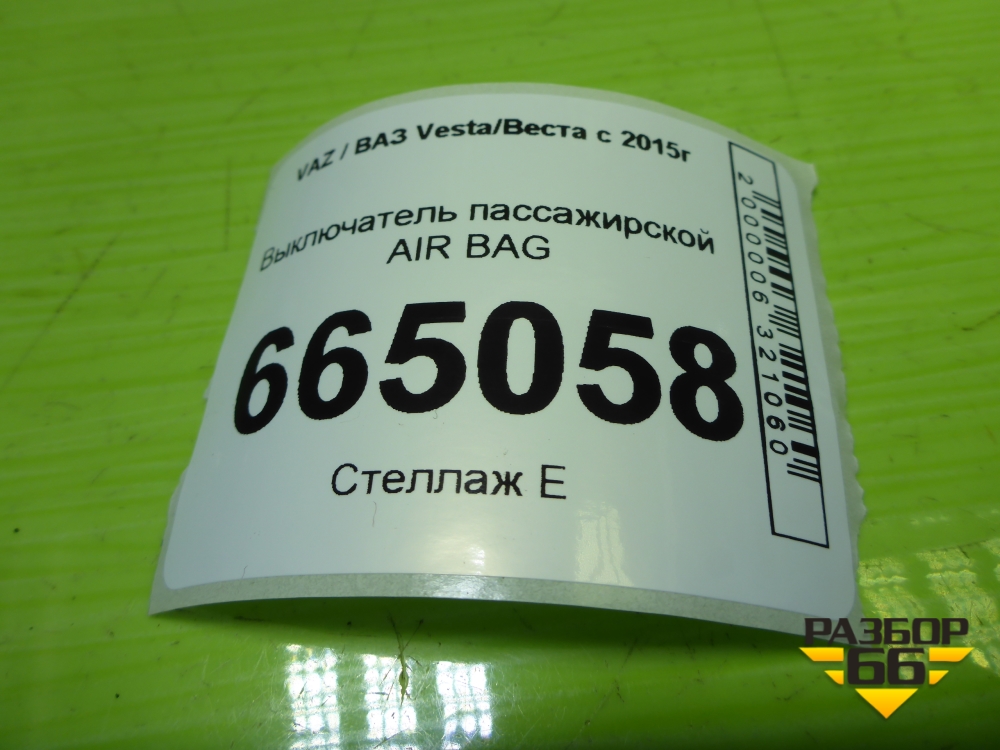 VAZ / ВАЗ Vesta/Веста с 2015г
Выключатель пассажирской
AIR BAG
665058
Стеллаж Е
2000006321060
РАЗБОР
66